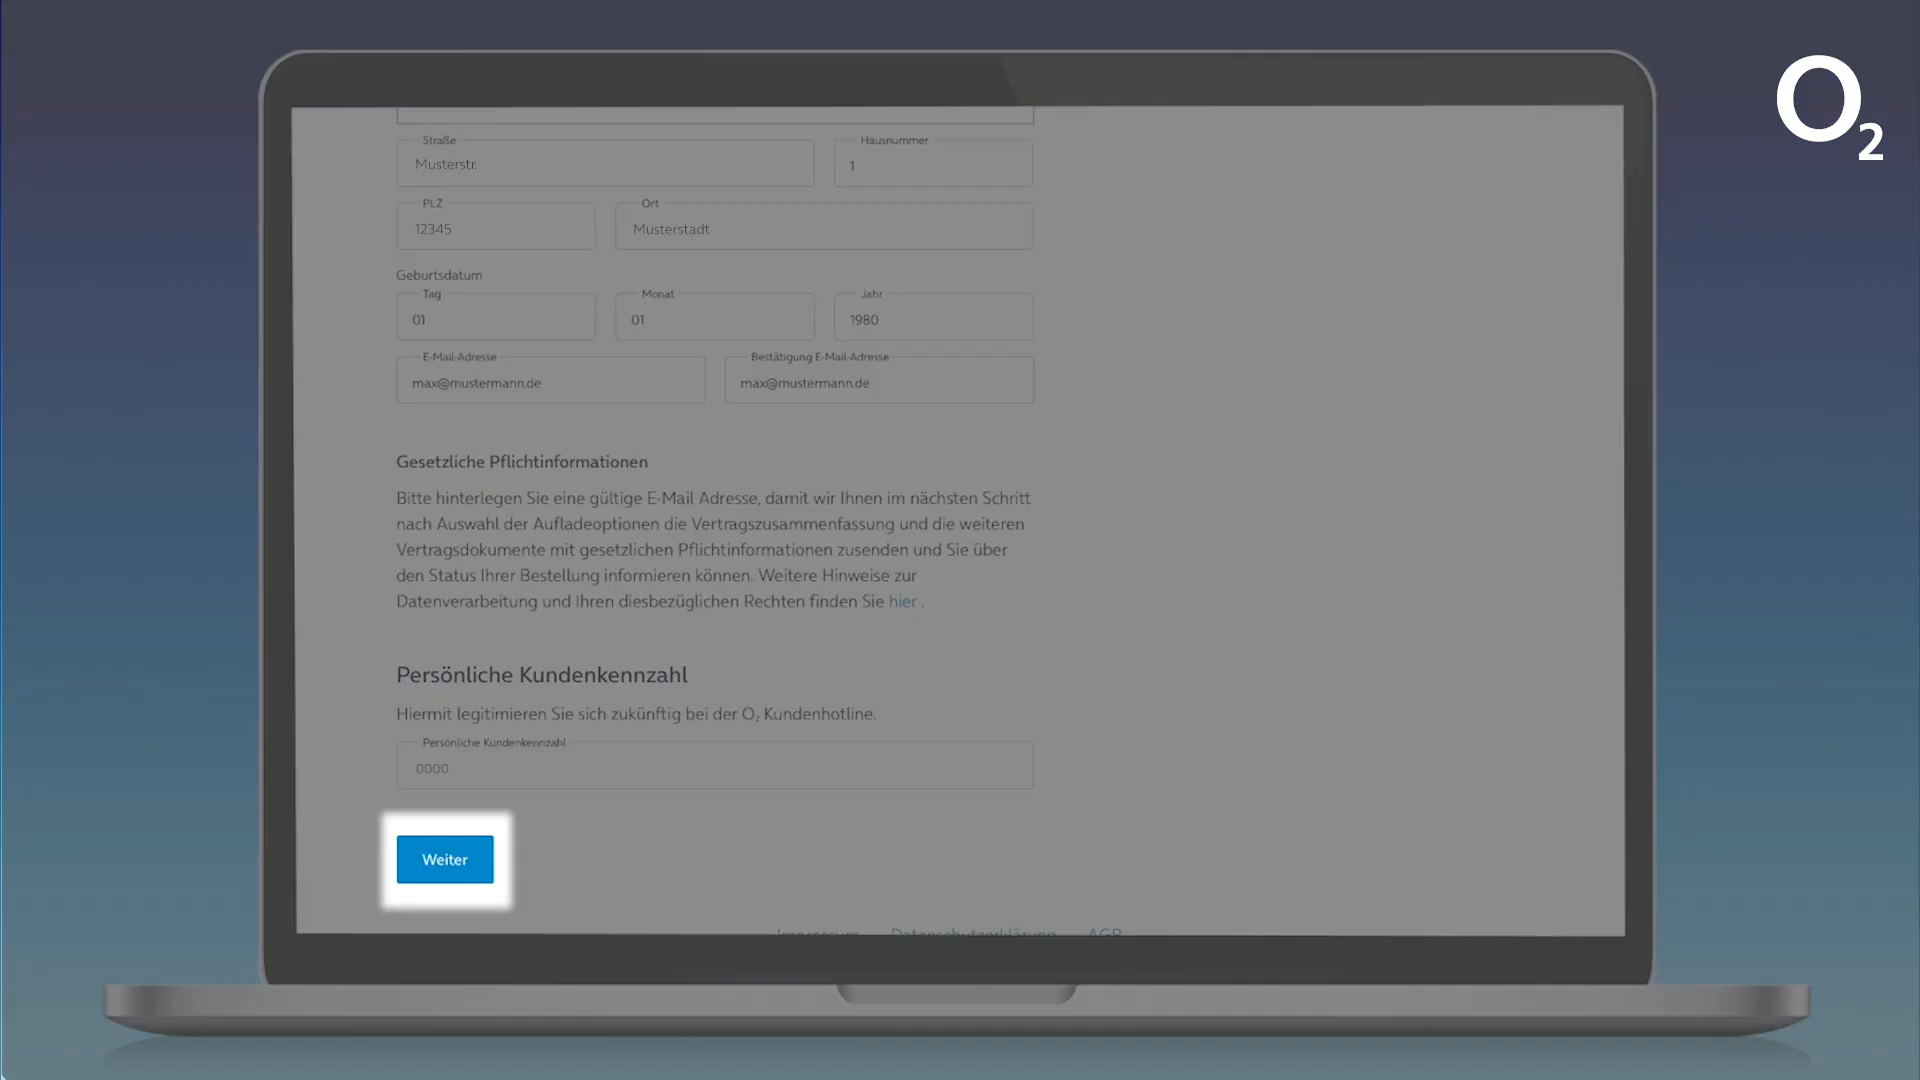 O2
Straße
Hausnummer
Musterstr.
1
PLZ
Ort
12345
Musterstadt
Geburtsdatum
Tag
Monat
Jahr
01
01
1980
E-Mail-Adresse
Bestätigung E-Mail-Adresse
max@mustermann.de
max@mustermann.de
Gesetzliche Pflichtinformationen
Bitte hinterlegen Sie eine gültige E-Mail Adresse, damit wir Ihnen im nächsten Schritt
nach Auswahl der Aufladeoptionen die Vertragszusammenfassung und die weiteren
Vertragsdokumente mit gesetzlichen Pflichtinformationen zusenden und Sie über
den Status Ihrer Bestellung informieren können. Weitere Hinweise zur
Datenverarbeitung und Ihren diesbezüglichen Rechten finden Sie hier .
Persönliche Kundenkennzahl
Hiermit legitimieren Sie sich zukünftig bei der O₂ Kundenhotline.
Persönliche Kundenkennzahl
0000
Weiter
Impressum Datenschutzerklärung AGB